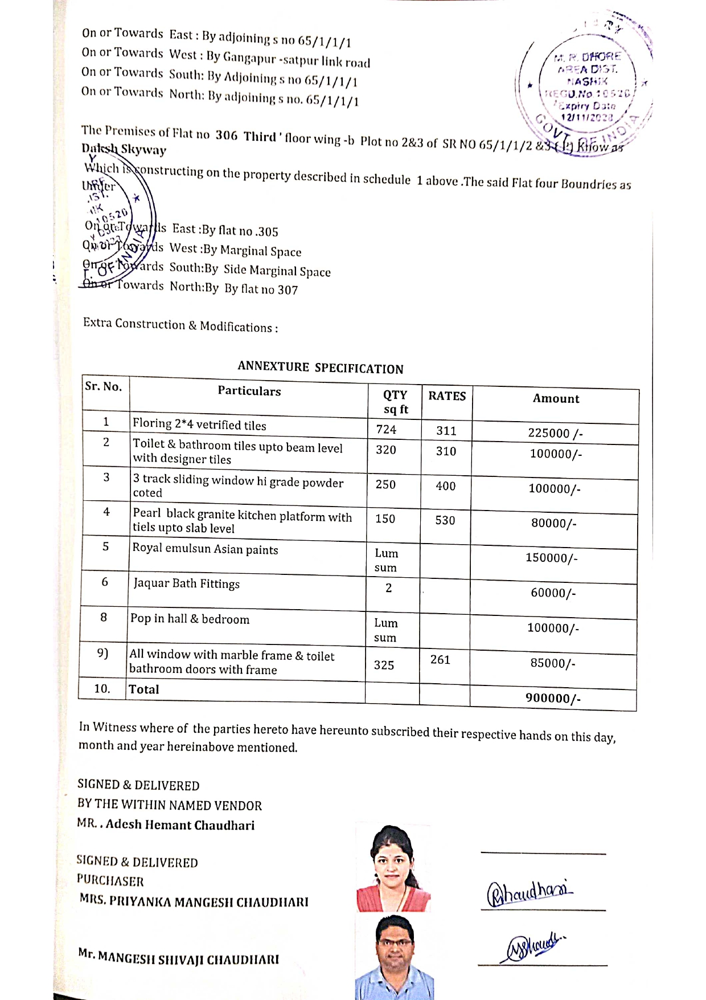 On or Towards East : By adjoining s no 65/1/1/1
On or Towards West : By Gangapur -satpur link road
On or Towards South: By Adjoining s no 65/1/1/1
On or Towards North: By adjoining s no. 65/1/1/1
M. R. DHORE
AREA DIST.
NASHIK
REGD.No.10520
Expiry Date
12/11/2028
GOVT. OF INDIA
The Premises of Flat no 306 Third ' floor wing -b Plot no 2&3 of SR NO 65/1/1/2 &3 Know as
Daksh Skyway
Which is constructing on the property described in schedule 1 above .The said Flat four Boundries as
Under
On or Towards East :By flat no .305
On or Towards West :By Marginal Space
On or Towards South:By Side Marginal Space
On or Towards North:By By flat no 307
10520
OF INDIA
Extra Construction & Modifications :
ANNEXTURE SPECIFICATION
Sr. No. Particulars QTY sq ft RATES Amount
1 Floring 2*4 vetrified tiles 724 311 225000 /-
2 Toilet & bathroom tiles upto beam level 320 310 100000/-
with designer tiles
3 3 track sliding window hi grade powder 250 400 100000/-
coted
4 Pearl black granite kitchen platform with 150 530 80000/-
tiels upto slab level
5 Royal emulsun Asian paints Lum sum 150000/-
6 Jaquar Bath Fittings 2 60000/-
8 Pop in hall & bedroom Lum sum 100000/-
9) All window with marble frame & toilet 325 261 85000/-
bathroom doors with frame
10. Total 900000/-
In Witness where of the parties hereto have hereunto subscribed their respective hands on this day,
month and year hereinabove mentioned.
SIGNED & DELIVERED
BY THE WITHIN NAMED VENDOR
MR. . Adesh Hemant Chaudhari
SIGNED & DELIVERED
PURCHASER
MRS. PRIYANKA MANGESH CHAUDHARI
Mr. MANGESH SHIVAJI CHAUDHARI